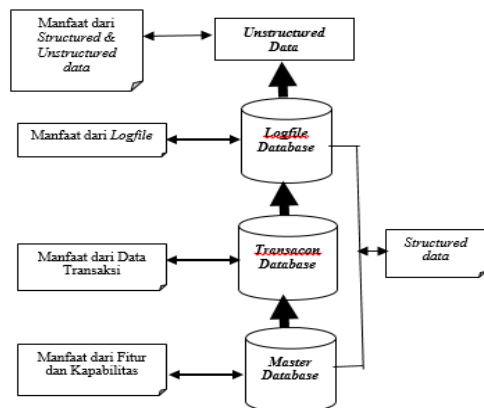 Manfaat dari
Structured &
Unstructured
data
Unstructured
Data
Manfaat dari Logfile
Logfile
Database
Manfaat dari Data
Transaksi
Transacon
Database
Structured
data
Manfaat dari Fitur
dan Kapabilitas
Master
Database